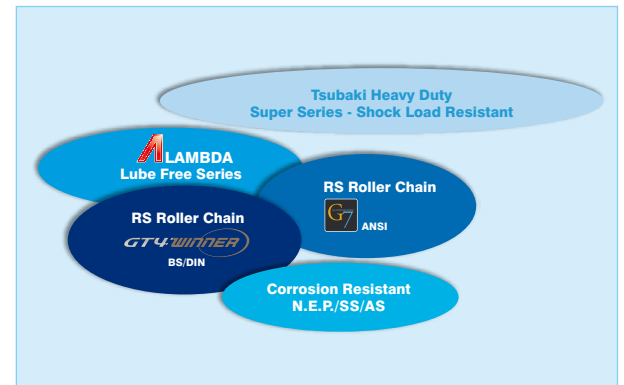 Tsubaki Heavy Duty
Super Series - Shock Load Resistant
LAMBDA
Lube Free Series
RS Roller Chain
G7
ANSI
RS Roller Chain
GT4 WINNER
BS/DIN
Corrosion Resistant
N.E.P./SS/AS